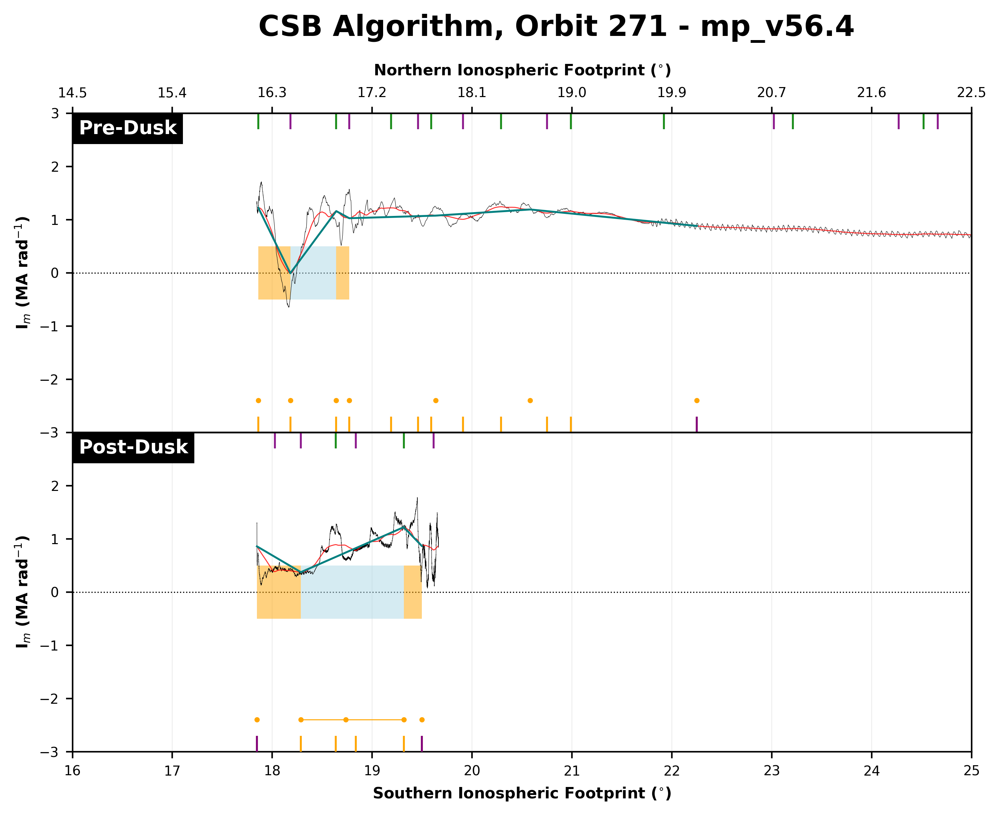 CSB Algorithm, Orbit 271 - mp_v56.4
Northern Ionospheric Footprint (°)
14.5 15.4 16.3 17.2 18.1 19.0 19.9 20.7 21.6 22.5
Pre-Dusk
3
2
1
0
−1
−2
−3
I_m (MA rad⁻¹)
Post-Dusk
2
1
0
−1
−2
−3
I_m (MA rad⁻¹)
16 17 18 19 20 21 22 23 24 25
Southern Ionospheric Footprint (°)